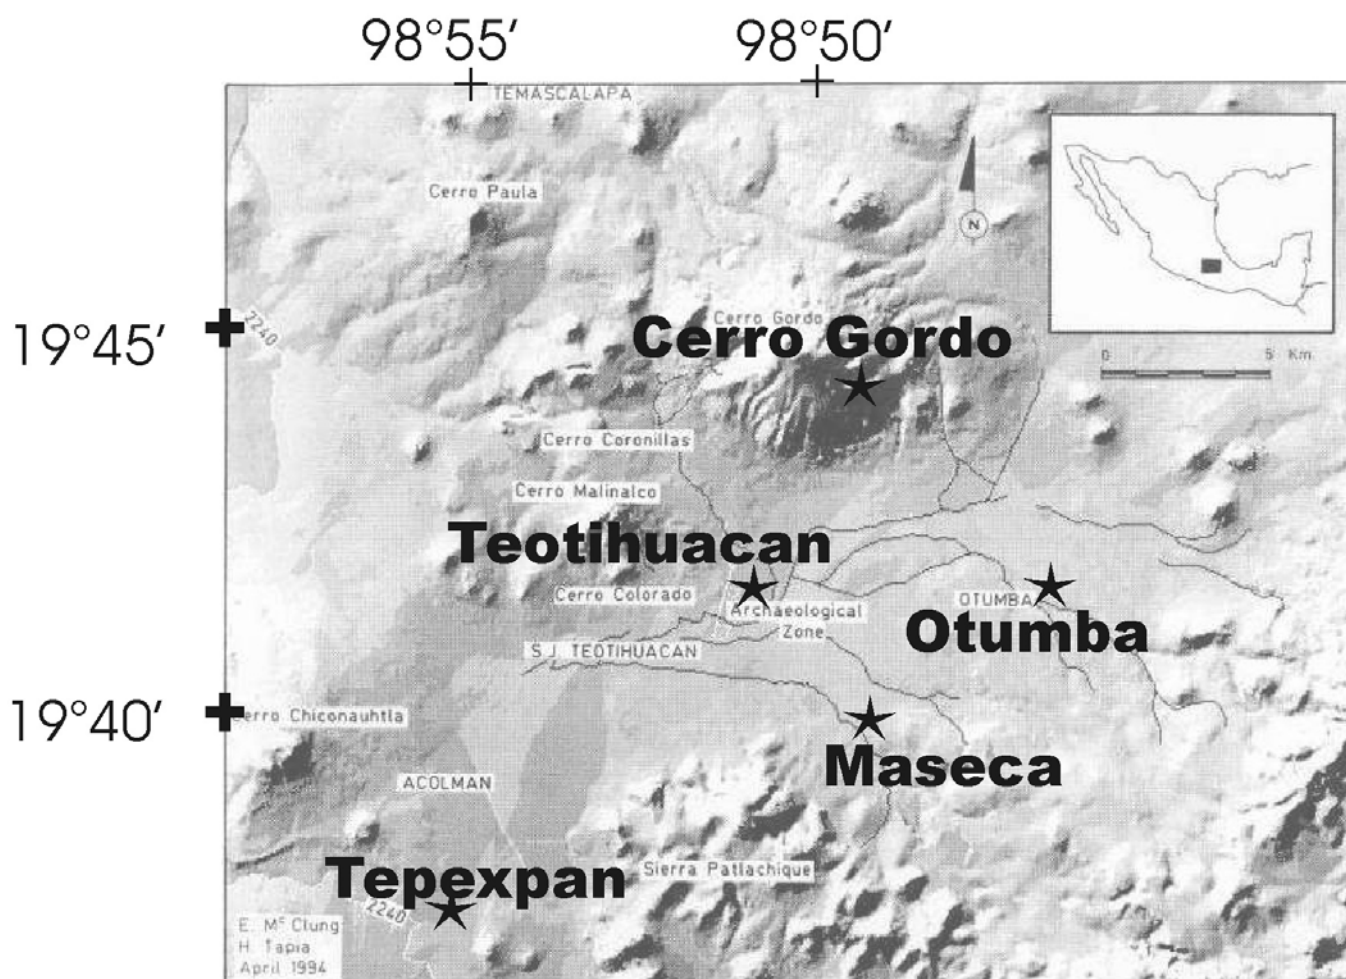 98°55′ 98°50′
TEMASCALAPA
Cerro Paula
N
19°45′
2240
Cerro Gordo
Cerro Gordo
0 5 Km.
Cerro Coronillas
Cerro Malinalco
Teotihuacan
Cerro Colorado
Archaeological
Zone
OTUMBA
Otumba
S.J. TEOTIHUACAN
19°40′
Cerro Chiconauhtla
Maseca
ACOLMAN
Sierra Patlachique
Tepexpan
2240
E. Mc Clung
H. Tapia
April 1994